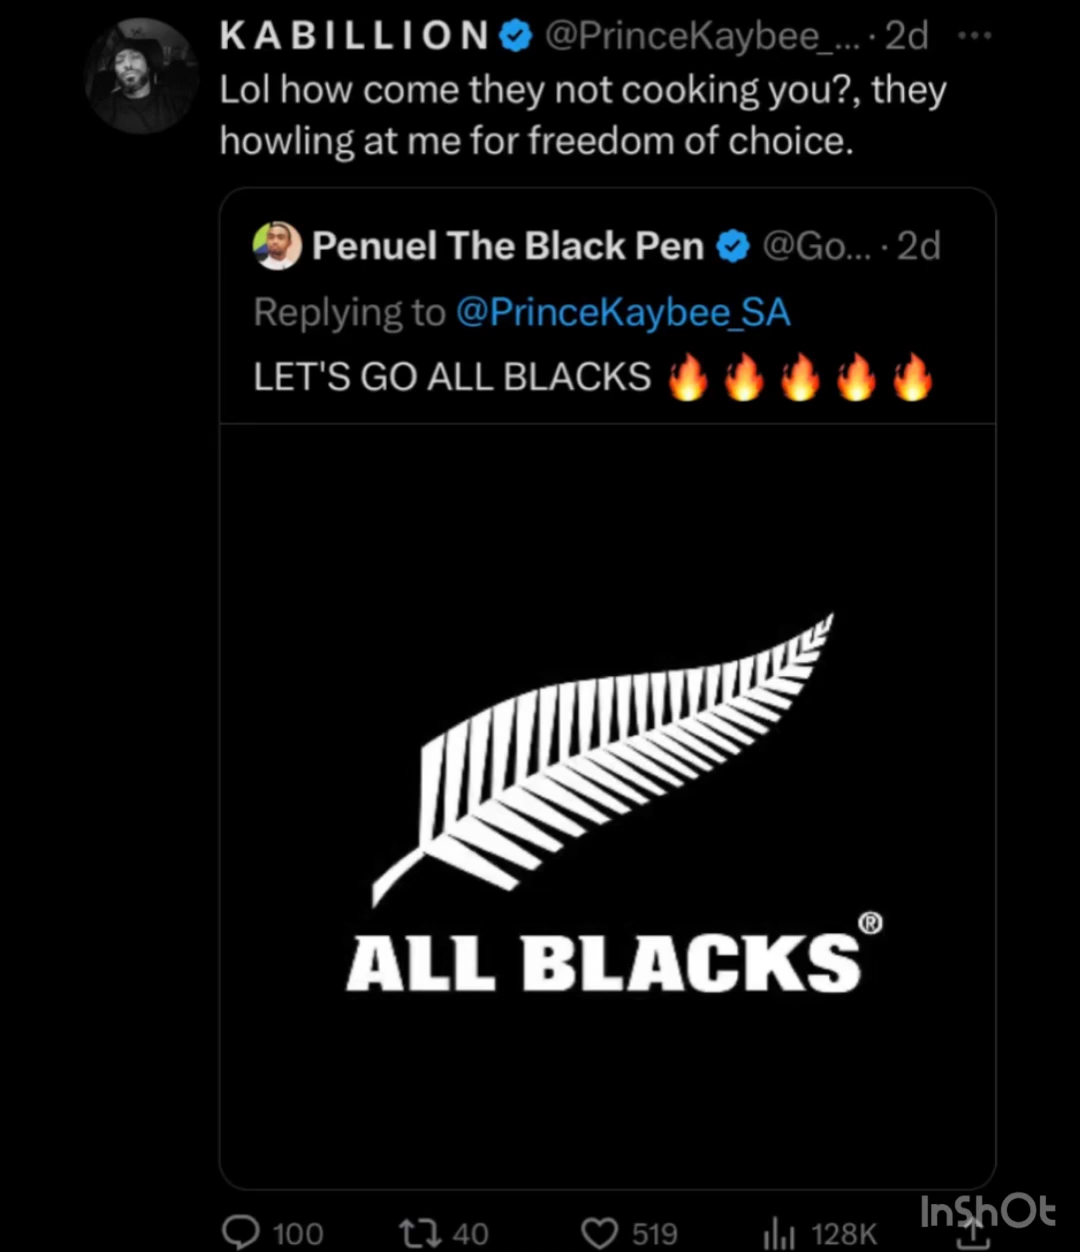 KABILLION @PrinceKaybee_... · 2d ...
Lol how come they not cooking you?, they
howling at me for freedom of choice.
Penuel The Black Pen @Go... · 2d
Replying to @PrinceKaybee_SA
LET'S GO ALL BLACKS 🔥🔥🔥🔥🔥
ALL BLACKS®
100 40 519 128K
InShOt